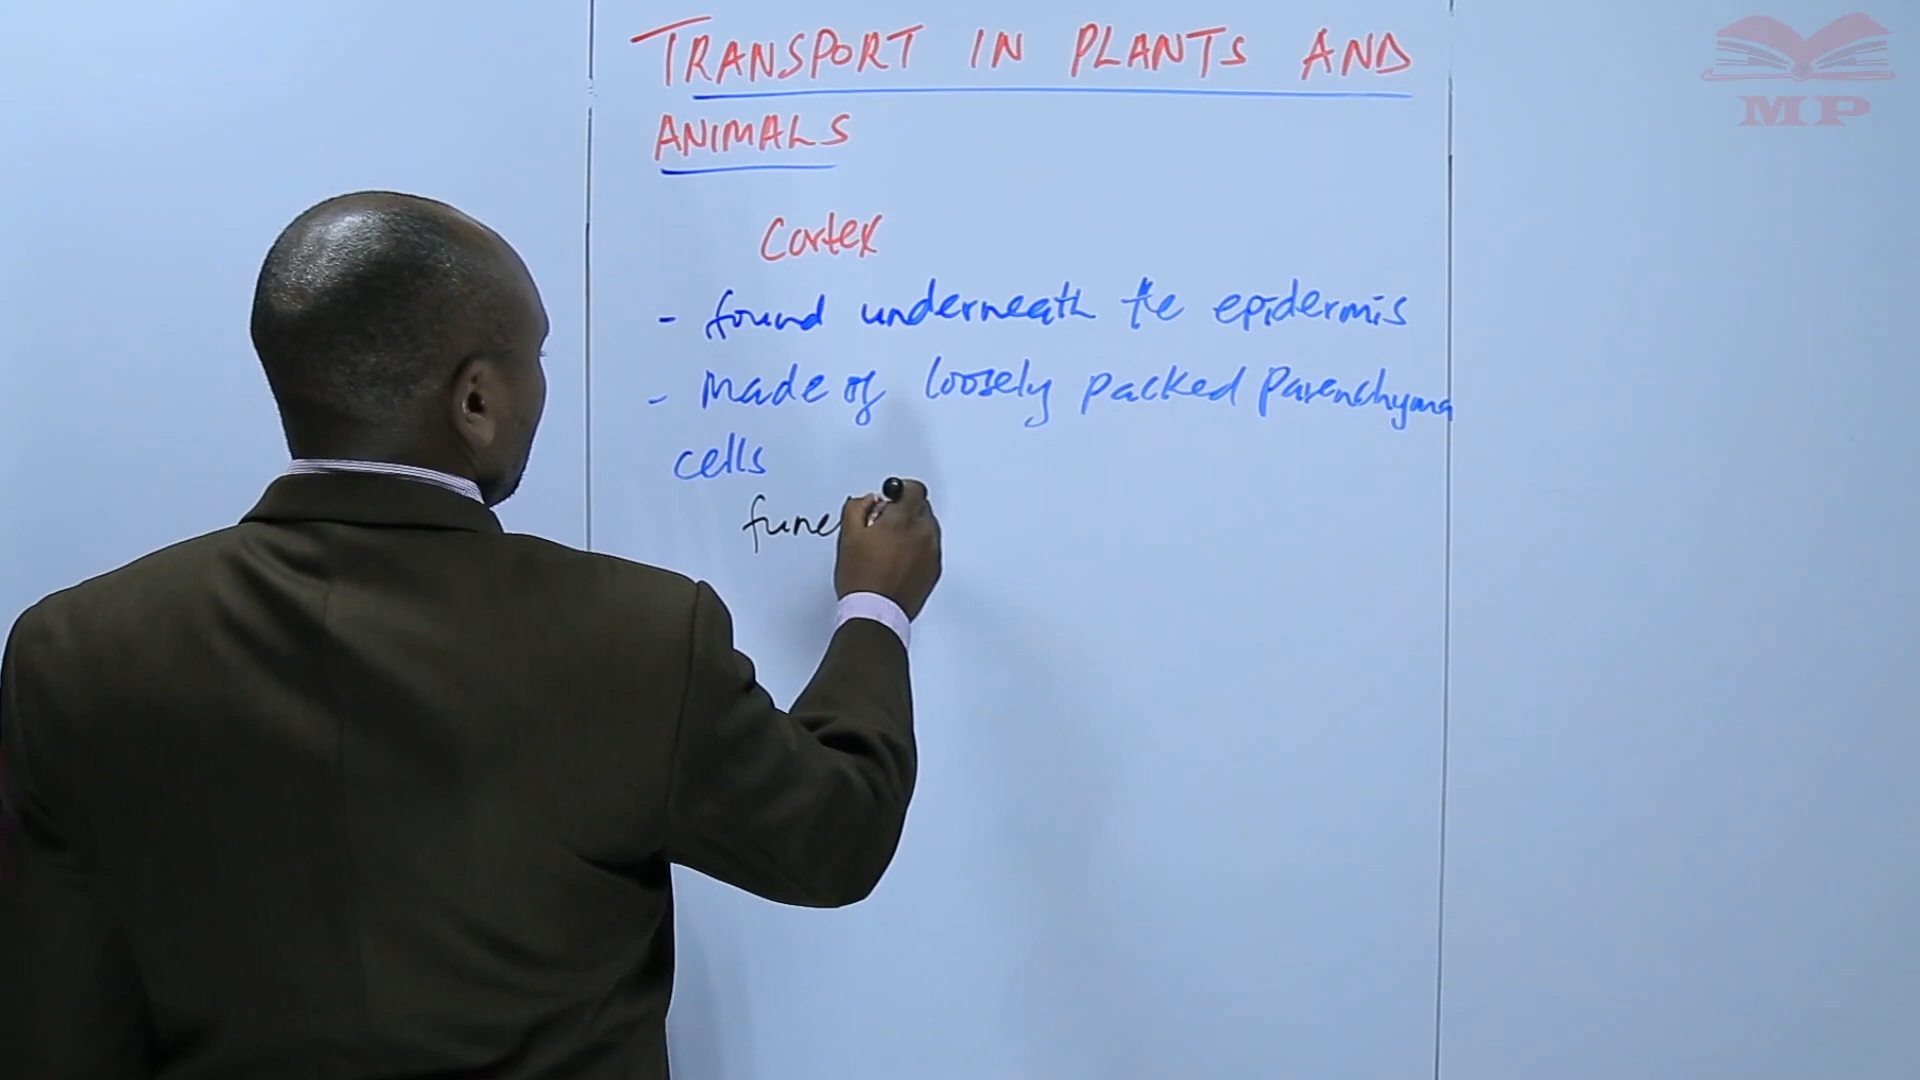 TRANSPORT IN PLANTS AND
ANIMALS
Cortex
- found underneath the epidermis
- Made of loosely packed parenchyma
cells
func
MP